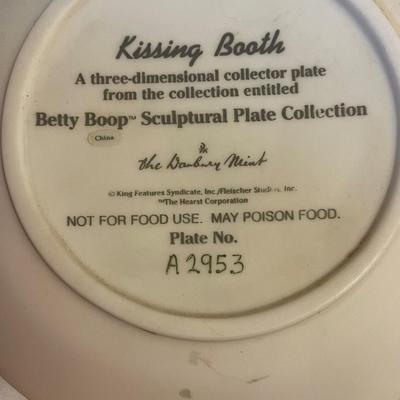 Kissing Booth
A three-dimensional collector plate
from the collection entitled
Betty Boop™ Sculptural Plate Collection
China
The Danbury Mint
© King Features Syndicate, Inc./Fleischer Studios, Inc.
™The Hearst Corporation
NOT FOR FOOD USE. MAY POISON FOOD.
Plate No.
A2953